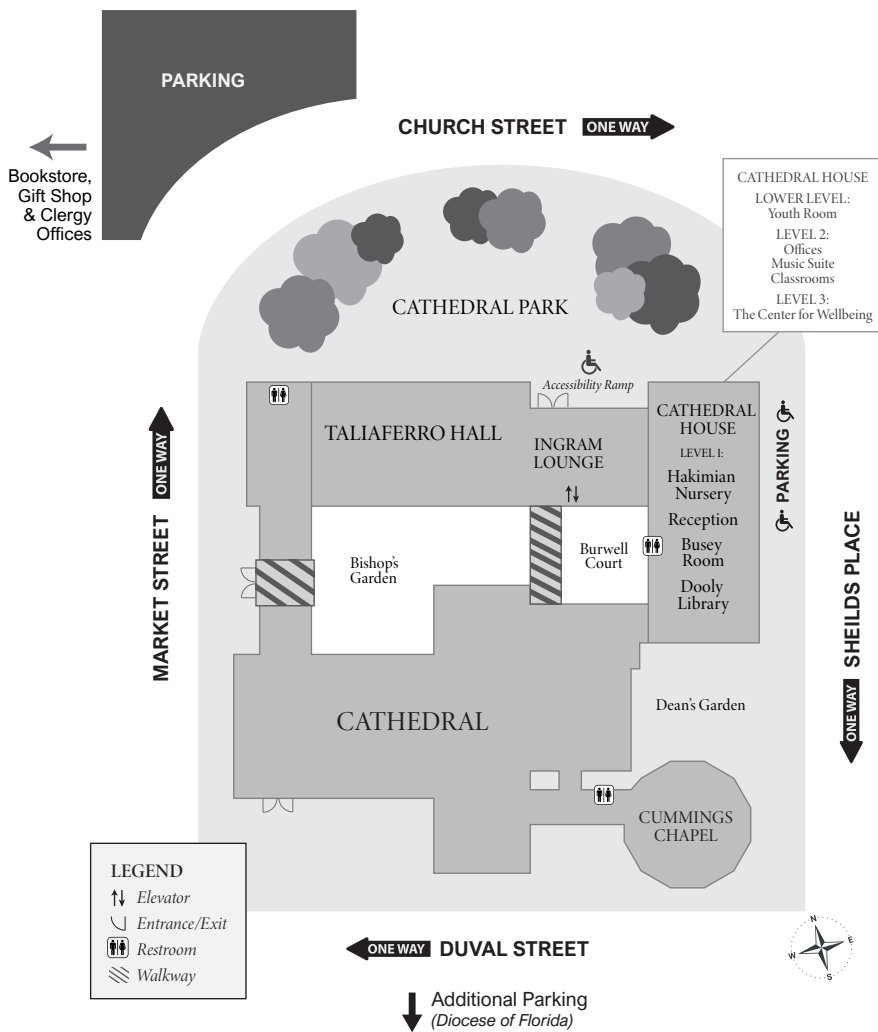 PARKING
CHURCH STREET ONE WAY
Bookstore,
Gift Shop
& Clergy
Offices
CATHEDRAL HOUSE
LOWER LEVEL:
Youth Room
LEVEL 2:
Offices
Music Suite
Classrooms
LEVEL 3:
The Center for Wellbeing
CATHEDRAL PARK
Accessibility Ramp
TALIAFERRO HALL
INGRAM
LOUNGE
CATHEDRAL
HOUSE
LEVEL 1:
Hakimian
Nursery
Reception
Busey
Room
Dooly
Library
PARKING
MARKET STREET ONE WAY
Bishop's
Garden
Burwell
Court
SHEILDS PLACE ONE WAY
CATHEDRAL
Dean's Garden
CUMMINGS
CHAPEL
LEGEND
Elevator
Entrance/Exit
Restroom
Walkway
ONE WAY DUVAL STREET
N
E
S
W
Additional Parking
(Diocese of Florida)